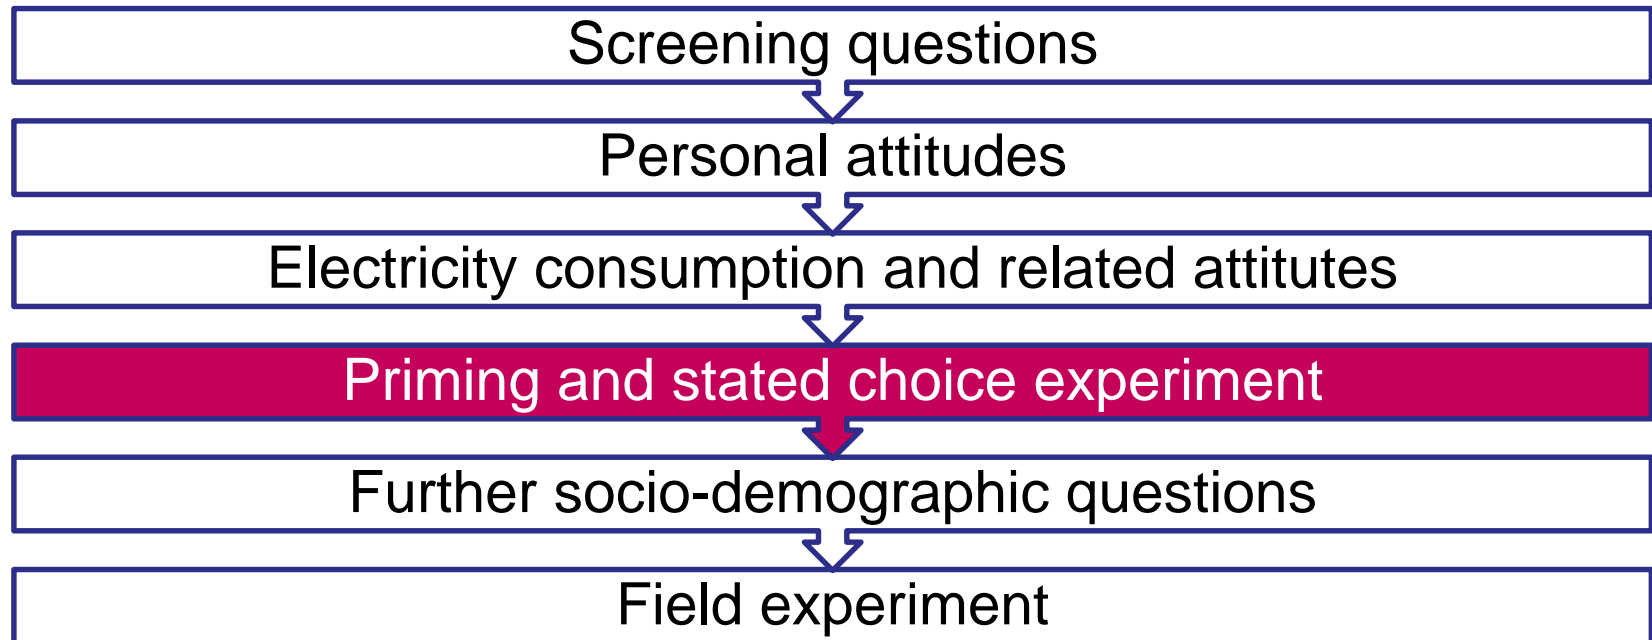 Screening questions
Personal attitudes
Electricity consumption and related attitutes
Priming and stated choice experiment
Further socio-demographic questions
Field experiment